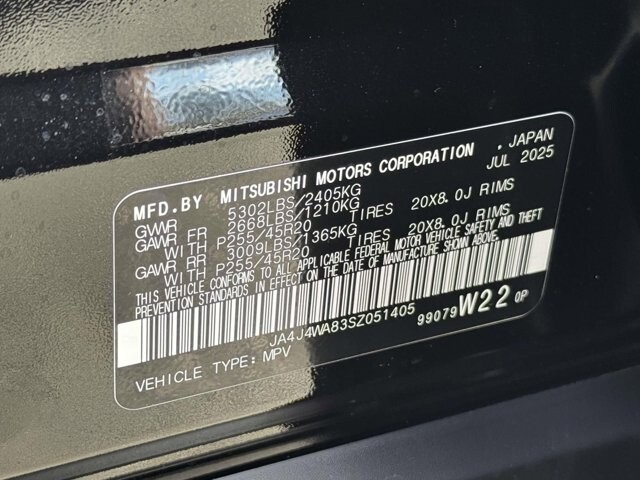 MFD.BY MITSUBISHI MOTORS CORPORATION . JAPAN
JUL 2025
GVWR 5302LBS/2405KG
GAWR FR 2668LBS/1210KG
WITH P255/45R20 TIRES 20X8.0J RIMS
GAWR RR 3009LBS/1365KG
WITH P255/45R20 TIRES 20X8.0J RIMS
THIS VEHICLE CONFORMS TO ALL APPLICABLE FEDERAL MOTOR VEHICLE SAFETY AND THEFT
PREVENTION STANDARDS IN EFFECT ON THE DATE OF MANUFACTURE SHOWN ABOVE.
JA4J4WA83SZ051405
99079 W22 0P
VEHICLE TYPE:MPV